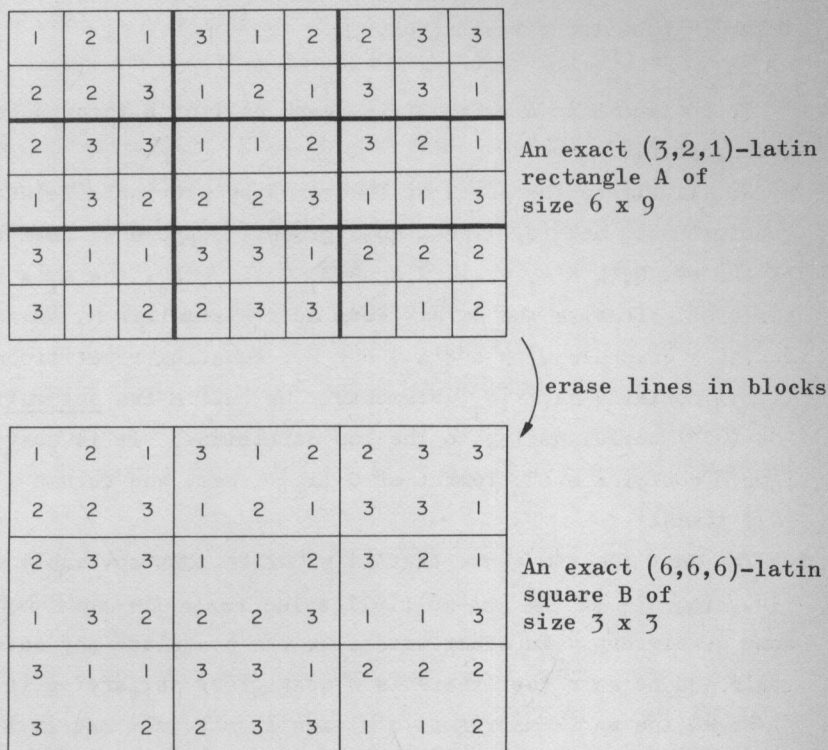 1 2 1 3 1 2 2 3 3
2 2 3 1 2 1 3 3 1
2 3 3 1 1 2 3 2 1
1 3 2 2 2 3 1 1 3
3 1 1 3 3 1 2 2 2
3 1 2 2 3 3 1 1 2
An exact (3,2,1)-latin
rectangle A of
size 6 x 9
erase lines in blocks
1 2 1 3 1 2 2 3 3
2 2 3 1 2 1 3 3 1
2 3 3 1 1 2 3 2 1
1 3 2 2 2 3 1 1 3
3 1 1 3 3 1 2 2 2
3 1 2 2 3 3 1 1 2
An exact (6,6,6)-latin
square B of
size 3 x 3